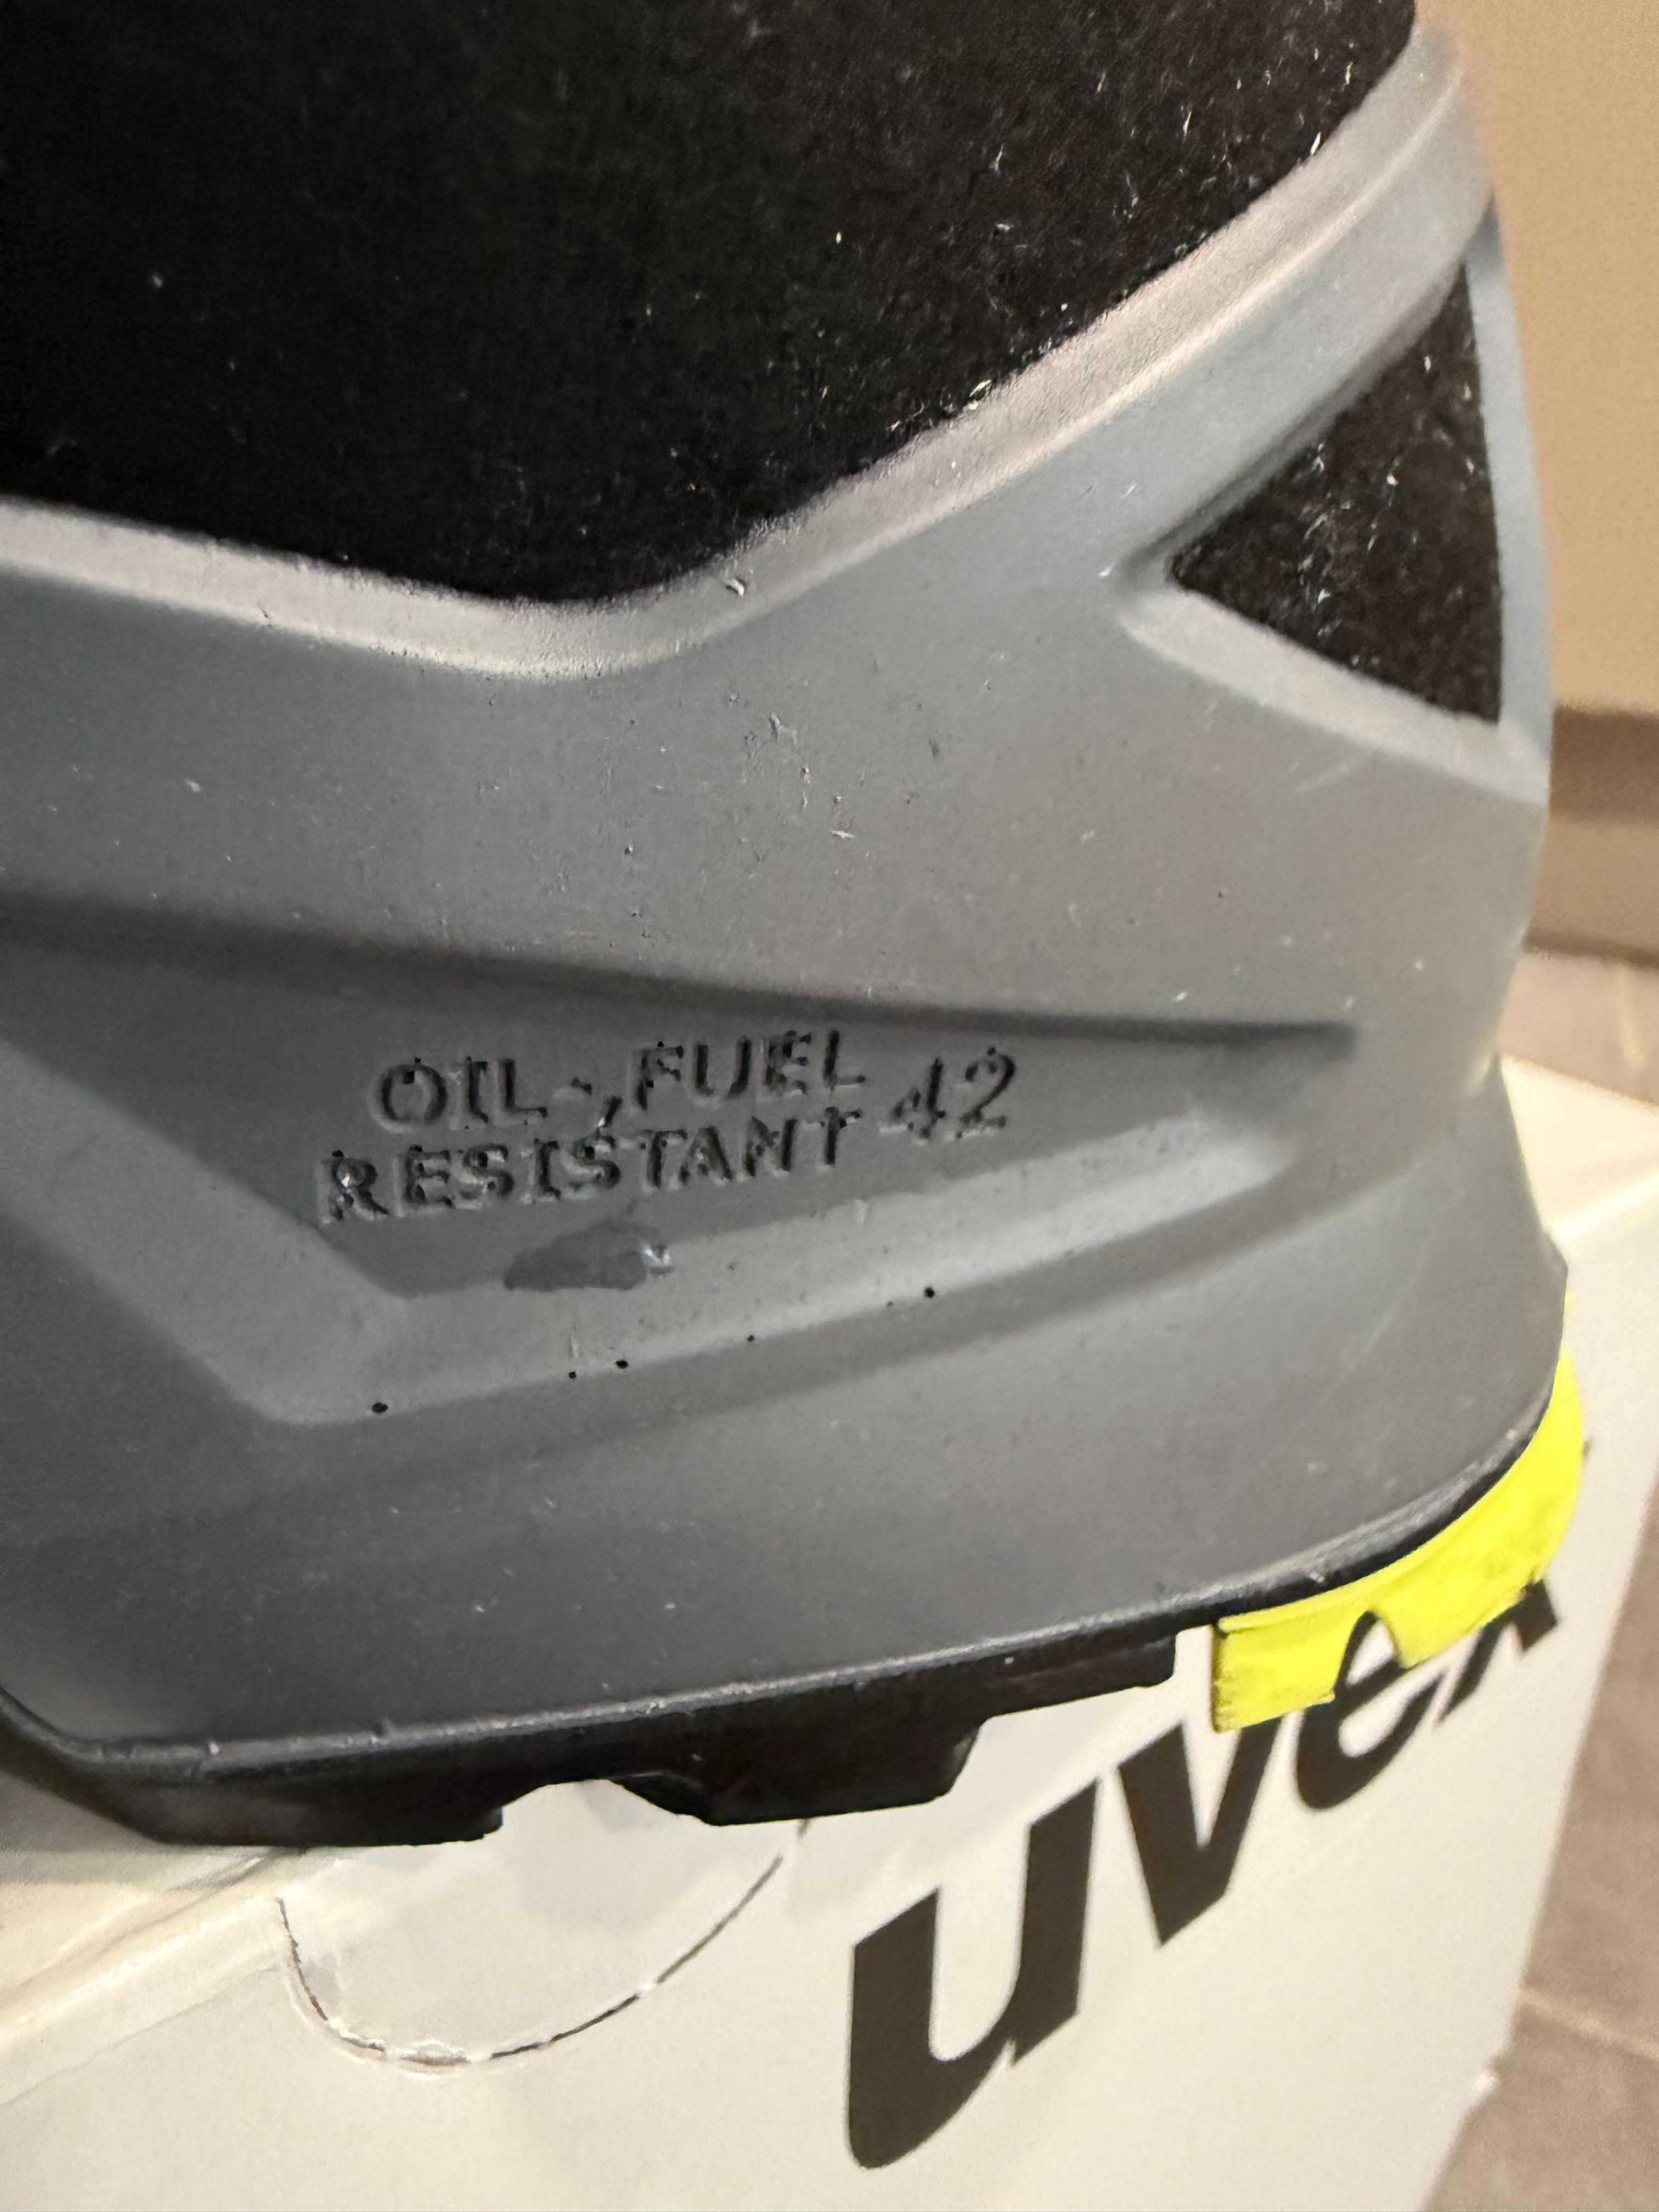 OIL-,FUEL
RESISTANT 42
uvex